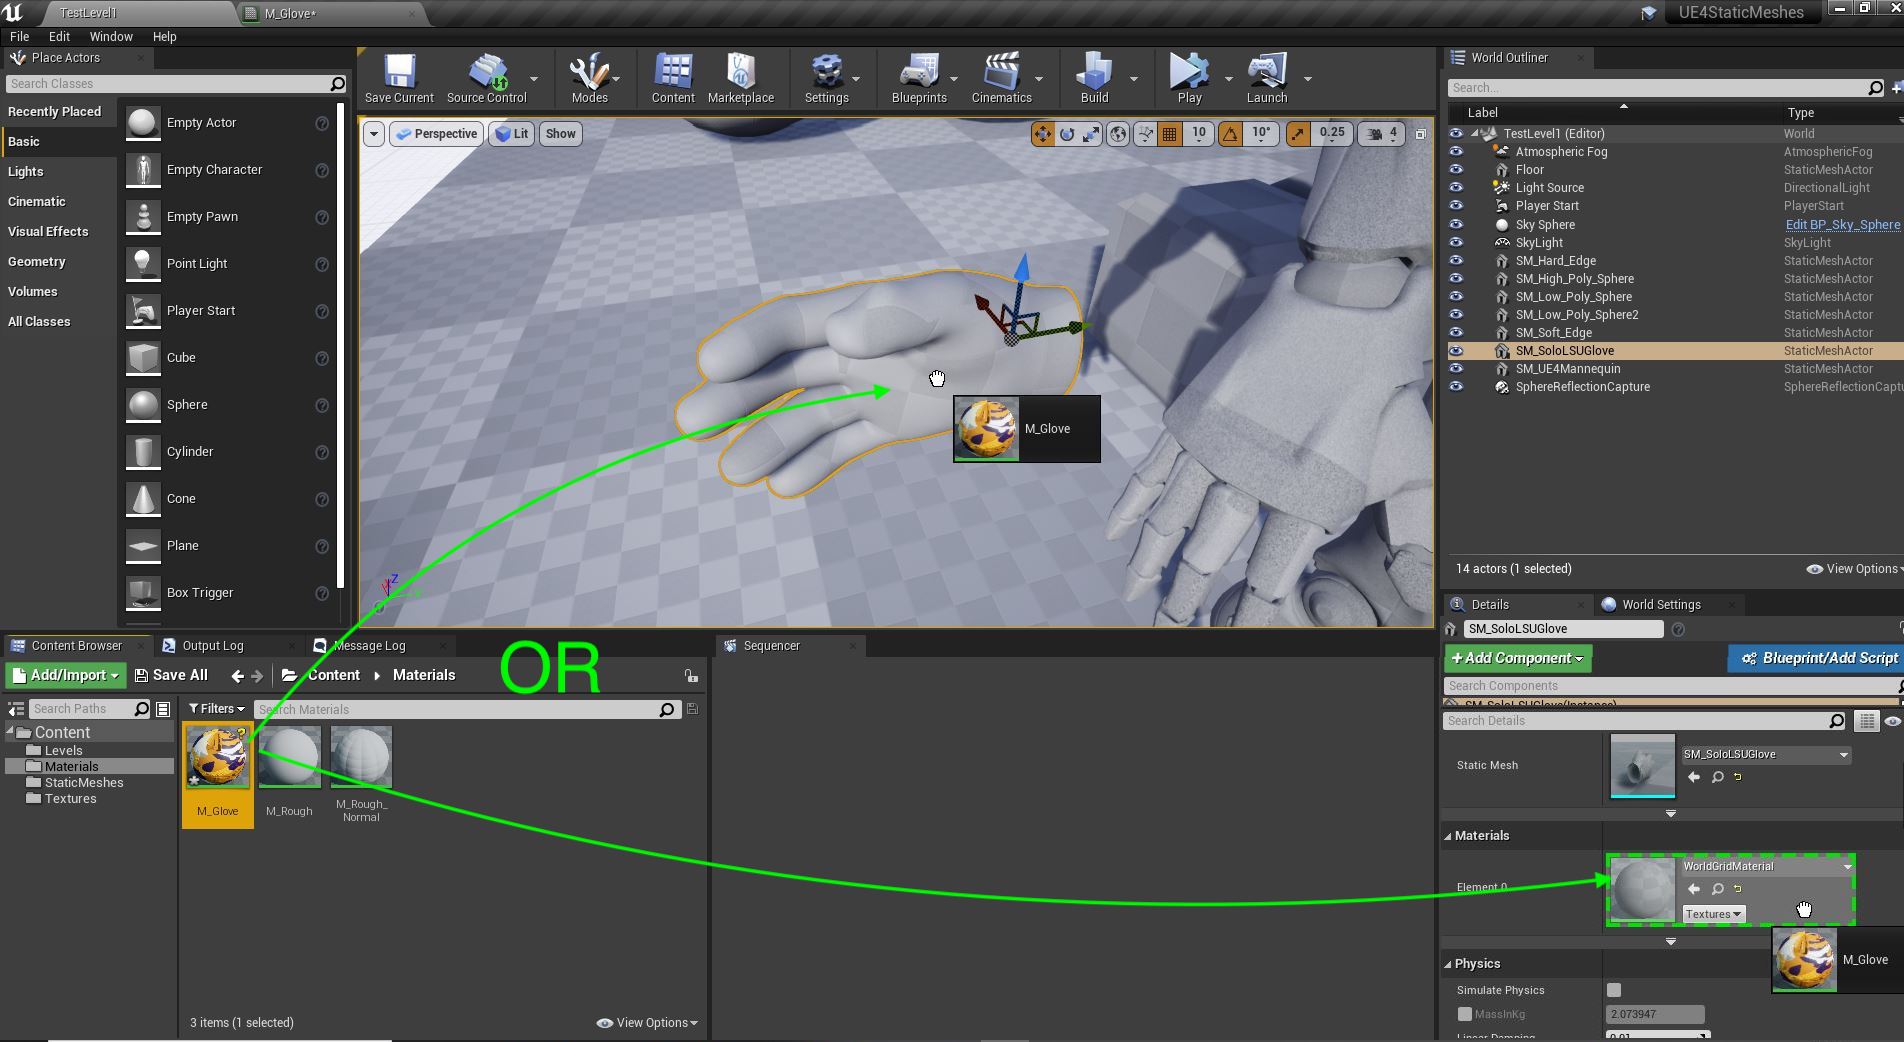 TestLevel1
M_Glove*
UE4StaticMeshes
File Edit Window Help
Place Actors
Search Classes
Recently Placed
Basic
Lights
Cinematic
Visual Effects
Geometry
Volumes
All Classes
Empty Actor
Empty Character
Empty Pawn
Point Light
Player Start
Cube
Sphere
Cylinder
Cone
Plane
Box Trigger
Save Current Source Control Modes Content Marketplace Settings Blueprints Cinematics Build Play Launch
Perspective Lit Show
10 10° 0.25 4
M_Glove
Z
World Outliner
Search...
Label Type
TestLevel1 (Editor) World
Atmospheric Fog AtmosphericFog
Floor StaticMeshActor
Light Source DirectionalLight
Player Start PlayerStart
Sky Sphere Edit BP_Sky_Sphere
SkyLight SkyLight
SM_Hard_Edge StaticMeshActor
SM_High_Poly_Sphere StaticMeshActor
SM_Low_Poly_Sphere StaticMeshActor
SM_Low_Poly_Sphere2 StaticMeshActor
SM_Soft_Edge StaticMeshActor
SM_SoloLSUGlove StaticMeshActor
SM_UE4Mannequin StaticMeshActor
SphereReflectionCapture SphereReflectionCaptu
14 actors (1 selected) View Options
Content Browser Output Log Message Log
OR
Add/Import Save All Content Materials
Search Paths
Filters Search Materials
Content
Levels
Materials
StaticMeshes
Textures
M_Glove
M_Rough
M_Rough_
Normal
3 items (1 selected) View Options
Sequencer
Details World Settings
SM_SoloLSUGlove
+Add Component Blueprint/Add Script
Search Components
SM_SoloLSUGlove(Instance)
Search Details
Static Mesh SM_SoloLSUGlove
Materials
Element 0 WorldGridMaterial
Textures
M_Glove
Physics
Simulate Physics
MassInKg 2.073947
Linear Damping 0.01